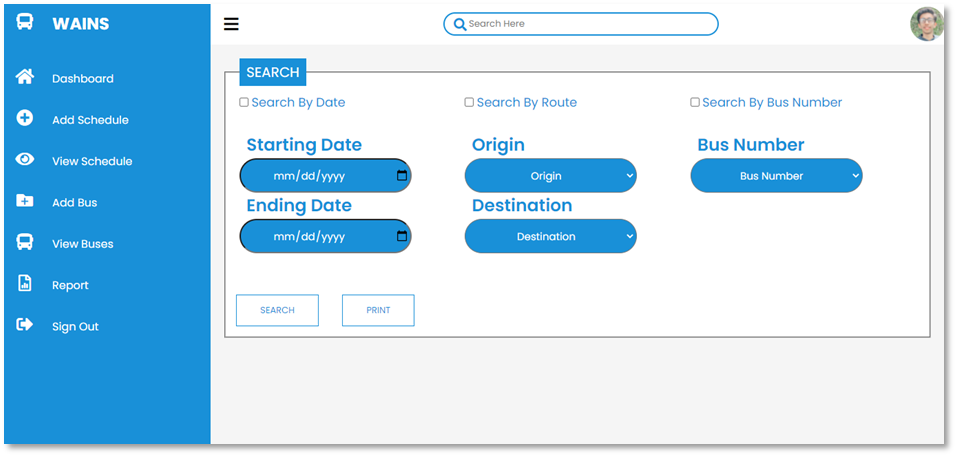 WAINS
Search Here
Dashboard
Add Schedule
View Schedule
Add Bus
View Buses
Report
Sign Out
SEARCH
Search By Date
Search By Route
Search By Bus Number
Starting Date
Origin
Bus Number
mm/dd/yyyy
Origin
Bus Number
Ending Date
Destination
mm/dd/yyyy
Destination
SEARCH
PRINT